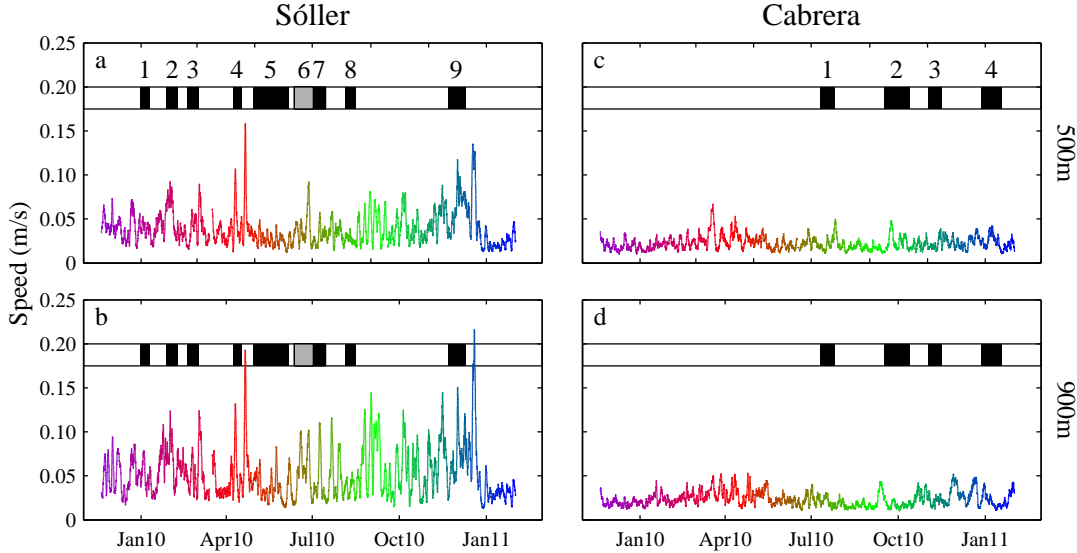 Sóller
Cabrera
0.25
a
1 2 3 4 5 6 7 8 9
0.20
0.15
0.10
0.05
0
c
1 2 3 4
500m
Speed (m/s)
0.25
b
0.20
0.15
0.10
0.05
0
Jan10 Apr10 Jul10 Oct10 Jan11
d
900m
Jan10 Apr10 Jul10 Oct10 Jan11